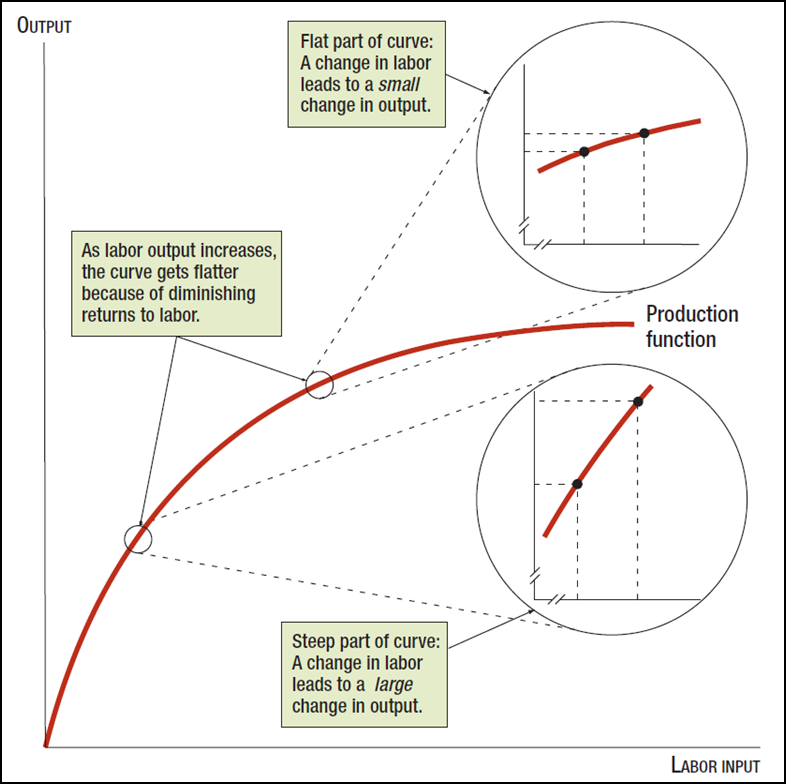 OUTPUT
Flat part of curve:
A change in labor
leads to a small
change in output.
As labor output increases,
the curve gets flatter
because of diminishing
returns to labor.
Production
function
Steep part of curve:
A change in labor
leads to a large
change in output.
LABOR INPUT